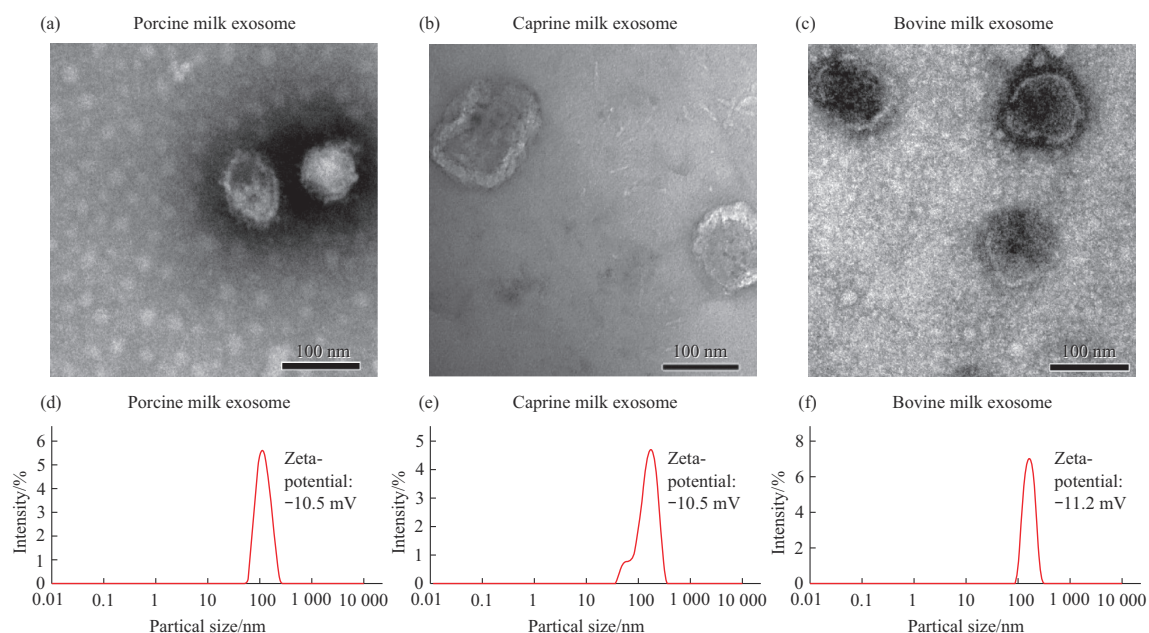 (a) Porcine milk exosome
(b) Caprine milk exosome
(c) Bovine milk exosome
100 nm
100 nm
100 nm
(d) Porcine milk exosome
6
5
4
3
2
1
0
Intensity/%
Zeta-
potential:
−10.5 mV
0.01 0.1 1 10 100 1 000 10 000
Partical size/nm
(e) Caprine milk exosome
5
4
3
2
1
0
Intensity/%
Zeta-
potential:
−10.5 mV
0.01 0.1 1 10 100 1 000 10 000
Partical size/nm
(f) Bovine milk exosome
8
6
4
2
0
Intensity/%
Zeta-
potential:
−11.2 mV
0.01 0.1 1 10 100 1 000 10 000
Partical size/nm